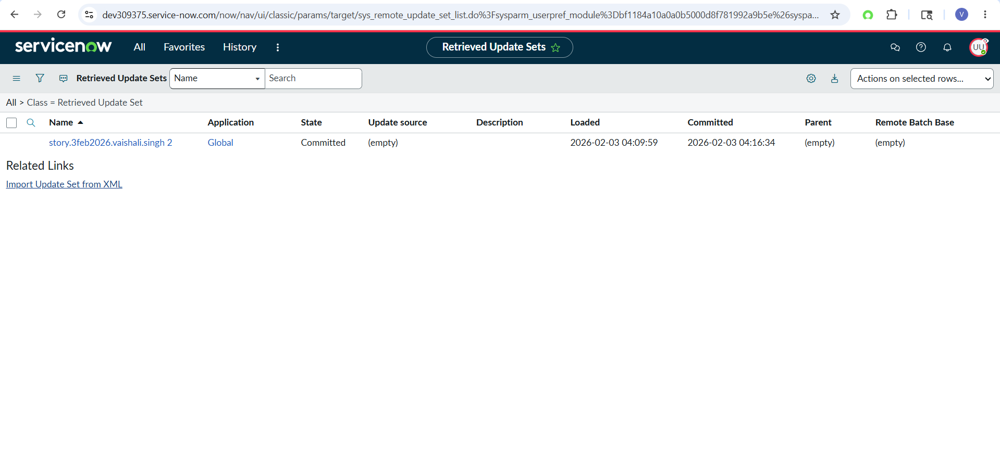 dev309375.service-now.com/now/nav/ui/classic/params/target/sys_remote_update_set_list.do%3Fsysparm_userpref_module%3Dbf1184a10a0a0b5000d8f781992a9b5e%26syspa...
V
servicenow All Favorites History Retrieved Update Sets UU
Retrieved Update Sets Name Search Actions on selected rows...
All > Class = Retrieved Update Set
Name Application State Update source Description Loaded Committed Parent Remote Batch Base
story.3feb2026.vaishali.singh 2 Global Committed (empty) 2026-02-03 04:09:59 2026-02-03 04:16:34 (empty) (empty)
Related Links
Import Update Set from XML